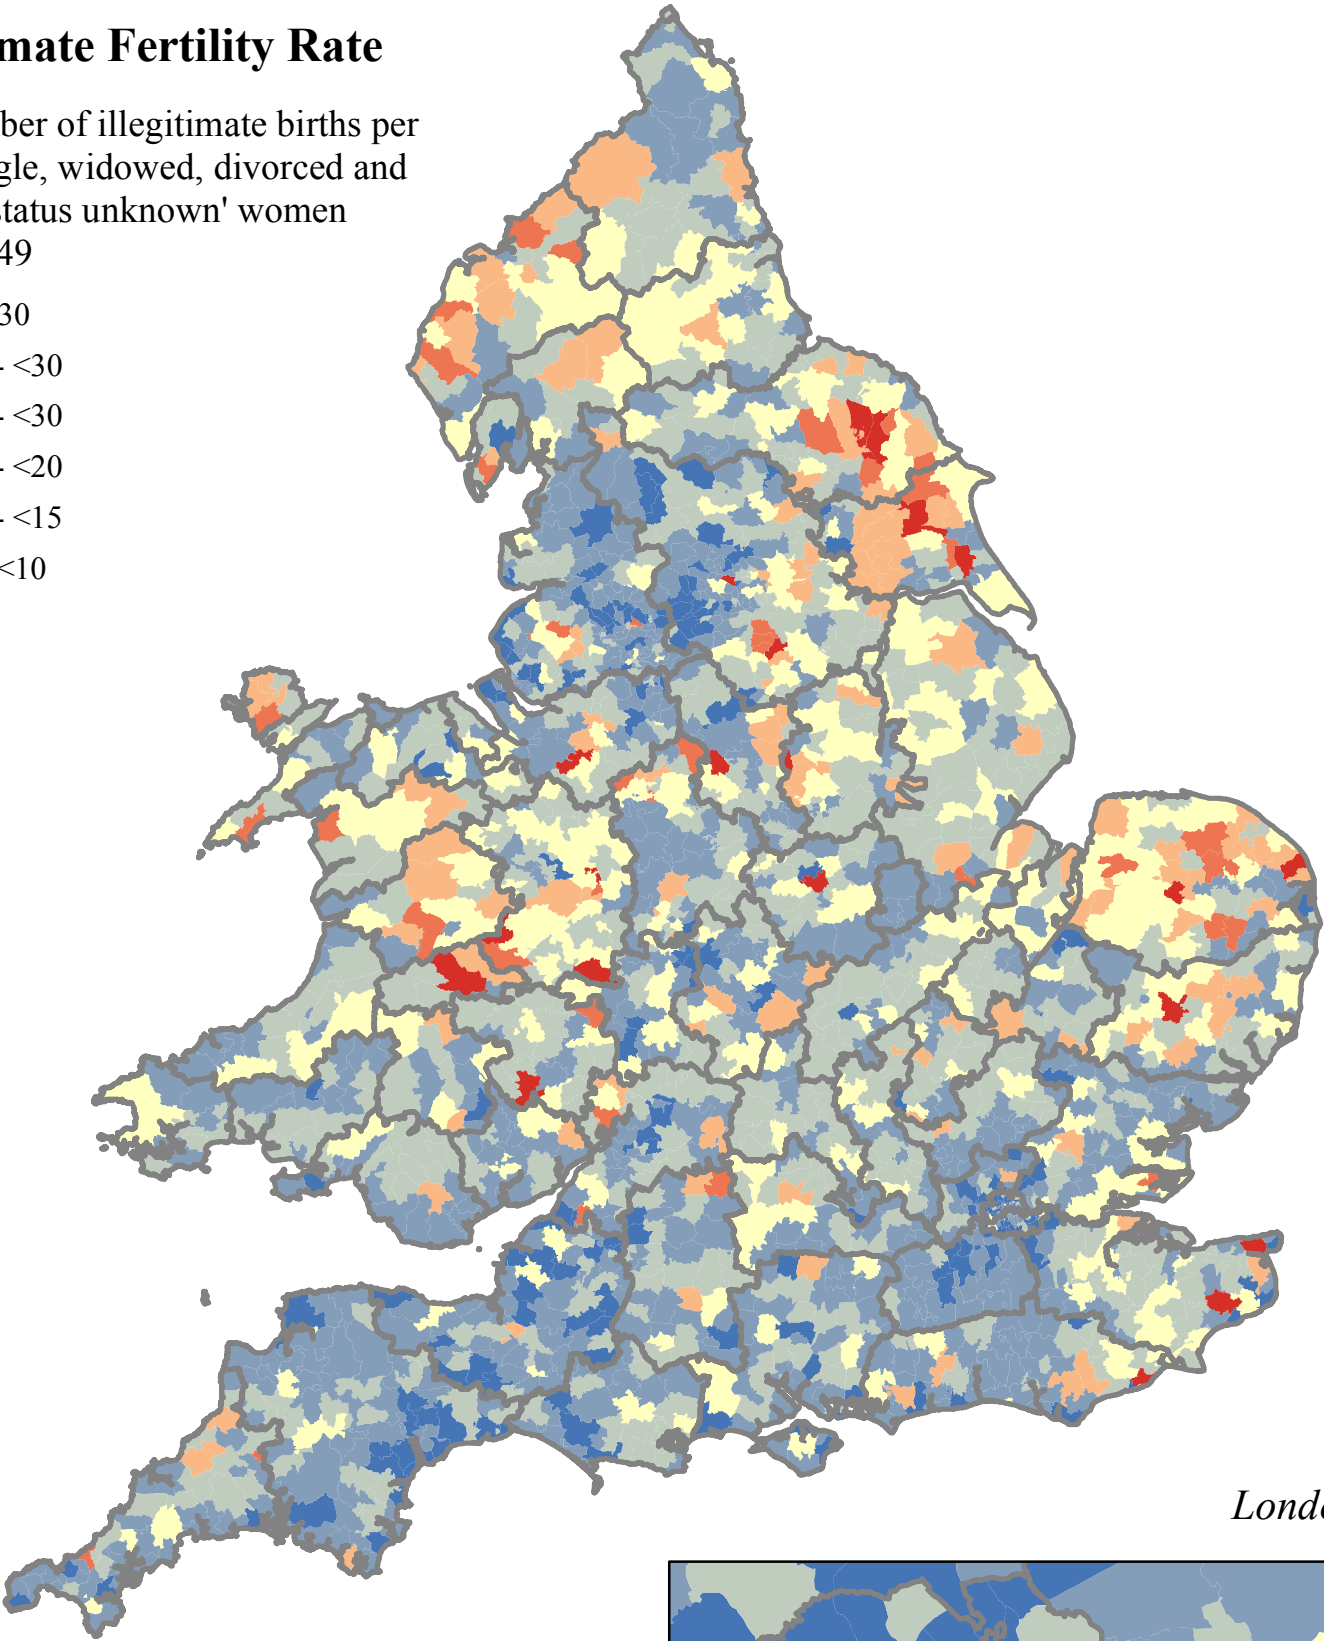 mate Fertility Rate
ber of illegitimate births per
gle, widowed, divorced and
status unknown' women
49
30
- <30
- <30
- <20
- <15
<10
Londo